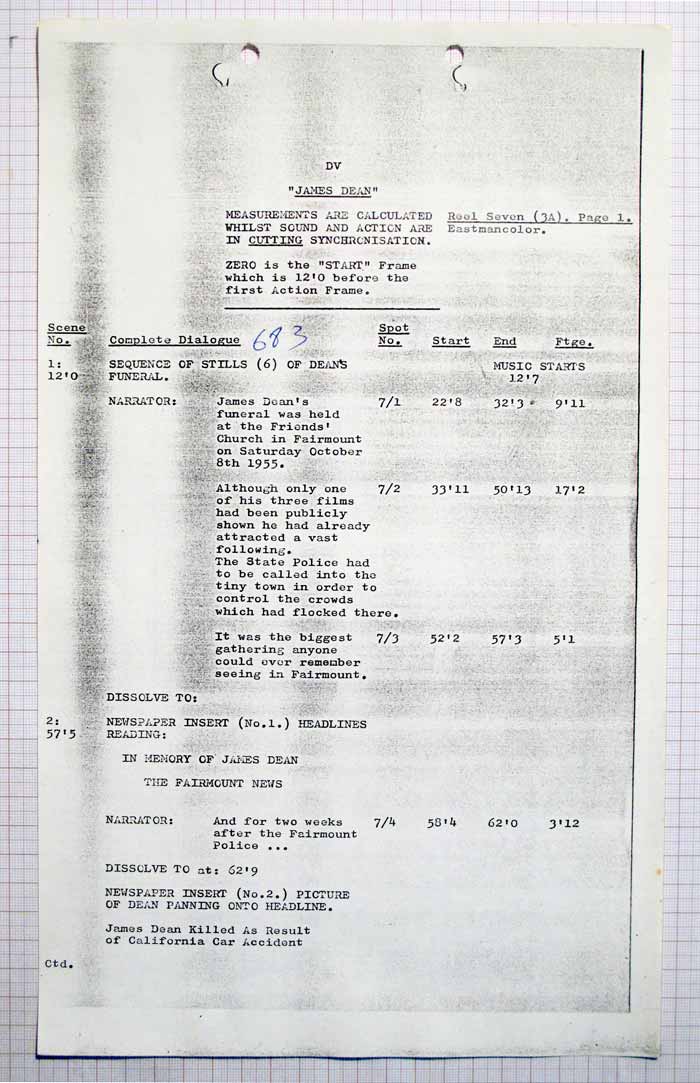 DV
"JAMES DEAN"
MEASUREMENTS ARE CALCULATED
WHILST SOUND AND ACTION ARE
IN CUTTING SYNCHRONISATION.
Reel Seven (3A). Page 1.
Eastmancolor.
ZERO is the "START" Frame
which is 12'0 before the
first Action Frame.
Scene
No. Complete Dialogue 683 Spot
No. Start End Ftge.
1:
12'0
SEQUENCE OF STILLS (6) OF DEAN'S
FUNERAL.
MUSIC STARTS
12'7
NARRATOR: James Dean's 7/1 22'8 32'3 9'11
funeral was held
at the Friends'
Church in Fairmount
on Saturday October
8th 1955.
Although only one 7/2 33'11 50'13 17'2
of his three films
had been publicly
shown he had already
attracted a vast
following.
The State Police had
to be called into the
tiny town in order to
control the crowds
which had flocked there.
It was the biggest 7/3 52'2 57'3 5'1
gathering anyone
could ever remember
seeing in Fairmount.
DISSOLVE TO:
2:
57'5
NEWSPAPER INSERT (No.1.) HEADLINES
READING:
IN MEMORY OF JAMES DEAN
THE FAIRMOUNT NEWS
NARRATOR: And for two weeks 7/4 58'4 62'0 3'12
after the Fairmount
Police ...
DISSOLVE TO at: 62'9
NEWSPAPER INSERT (No.2.) PICTURE
OF DEAN PANNING ONTO HEADLINE.
James Dean Killed As Result
of California Car Accident
Ctd.